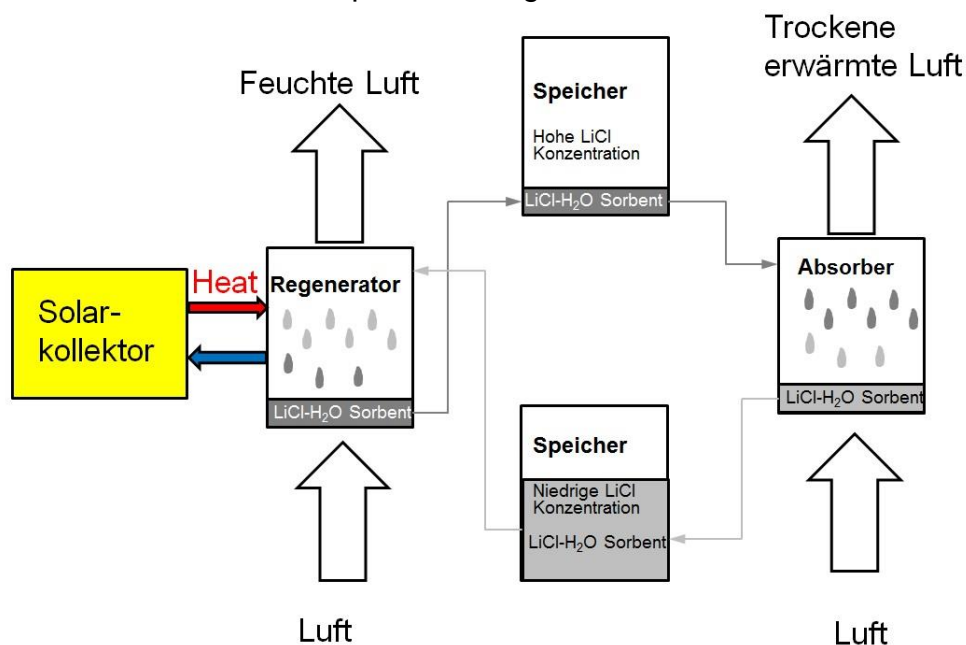 Trockene
erwärmte Luft
Feuchte Luft
Speicher
Hohe LiCl
Konzentration
LiCl-H₂O Sorbent
Heat
Regenerator
Absorber
Solar-
kollektor
LiCl-H₂O Sorbent
LiCl-H₂O Sorbent
Speicher
Niedrige LiCl
Konzentration
LiCl-H₂O Sorbent
Luft
Luft